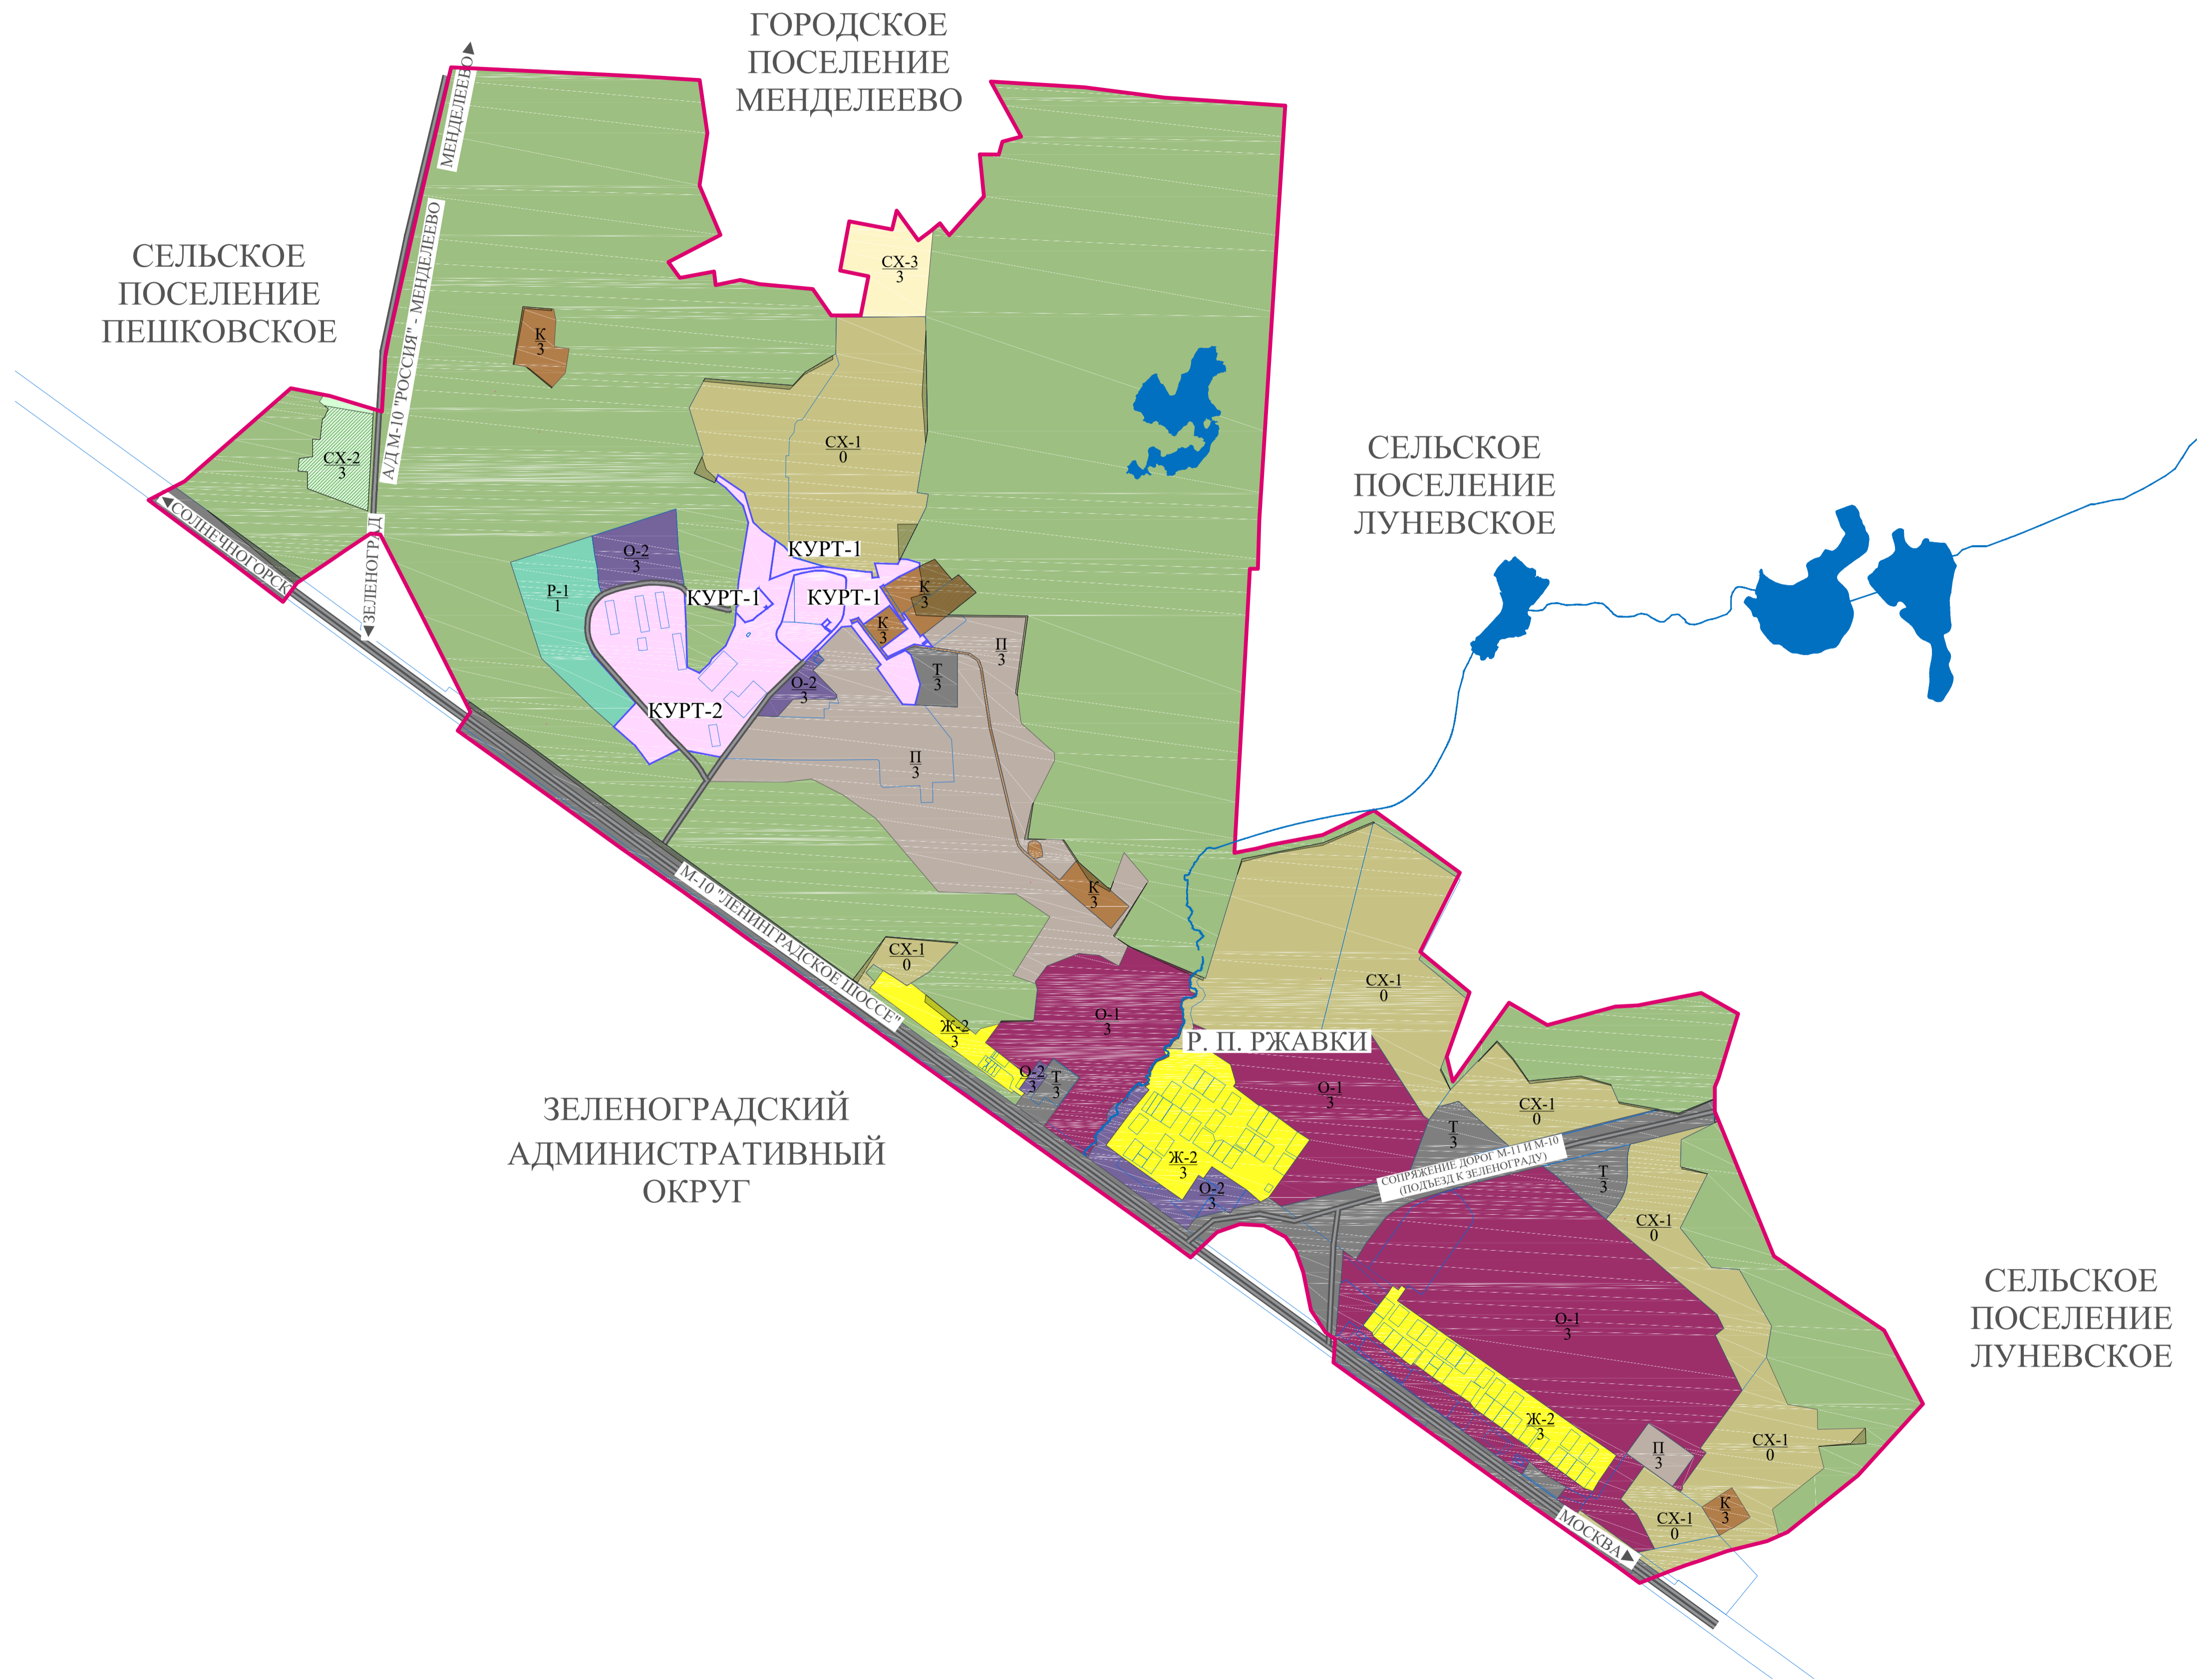 ГОРОДСКОЕ
ПОСЕЛЕНИЕ
МЕНДЕЛЕЕВО
МЕНДЕЛЕЕВО
СЕЛЬСКОЕ
ПОСЕЛЕНИЕ
ПЕШКОВСКОЕ
А/Д М-10 "РОССИЯ" - МЕНДЕЛЕЕВО
СХ-3
3
К
3
СХ-1
0
СХ-2
3
СЕЛЬСКОЕ
ПОСЕЛЕНИЕ
ЛУНЕВСКОЕ
СОЛНЕЧНОГОРСК
ЗЕЛЕНОГРАД
О-2
3
КУРТ-1
Р-1
1
КУРТ-1
КУРТ-1
К
3
К
3
П
3
Т
3
О-2
3
КУРТ-2
П
3
М-10 "ЛЕНИНГРАДСКОЕ ШОССЕ"
К
3
СХ-1
0
СХ-1
0
О-1
3
Ж-2
3
Р. П. РЖАВКИ
О-2
3
Т
3
О-1
3
СХ-1
0
ЗЕЛЕНОГРАДСКИЙ
АДМИНИСТРАТИВНЫЙ
ОКРУГ
Т
3
СОПРЯЖЕНИЕ ДОРОГ М-11 И М-10
(ПОДЪЕЗД К ЗЕЛЕНОГРАДУ)
Ж-2
3
О-2
3
Т
3
СХ-1
0
СЕЛЬСКОЕ
ПОСЕЛЕНИЕ
ЛУНЕВСКОЕ
О-1
3
Ж-2
3
П
3
СХ-1
0
К
3
СХ-1
0
МОСКВА